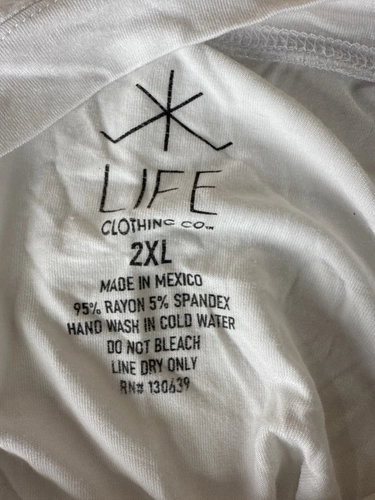 LIFE
CLOTHING CO™
2XL
MADE IN MEXICO
95% RAYON 5% SPANDEX
HAND WASH IN COLD WATER
DO NOT BLEACH
LINE DRY ONLY
RN# 130639